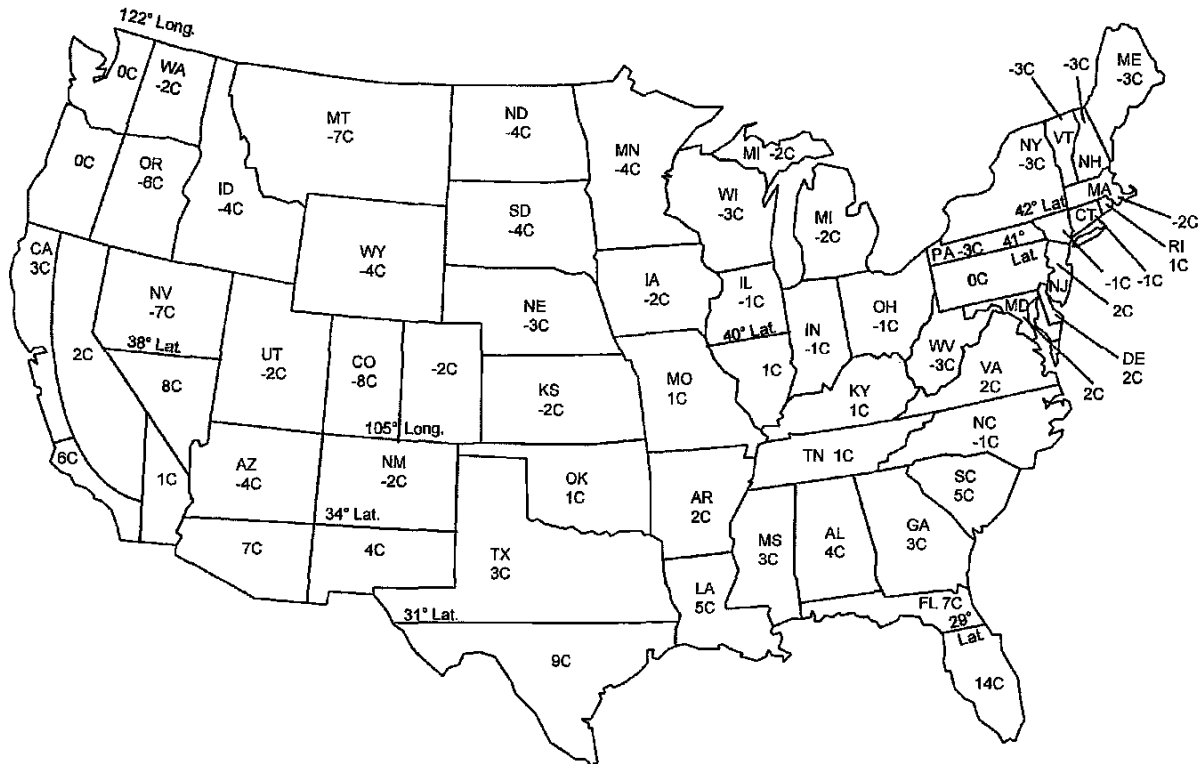 122° Long.
0C
WA
-2C
MT
-7C
ND
-4C
MN
-4C
MI -2C
-3C
-3C
ME
-3C
0C
OR
-6C
ID
-4C
SD
-4C
WI
-3C
MI
-2C
NY
-3C
VT
NH
MA
42° Lat.
CT
-2C
RI
1C
-1C
-1C
CA
3C
WY
-4C
IA
-2C
PA -3C
41°
Lat.
0C
NJ
2C
NV
-7C
38° Lat.
NE
-3C
IL
-1C
40° Lat.
IN
-1C
OH
-1C
MD
DE
2C
2C
2C
UT
-2C
CO
-8C
-2C
KS
-2C
MO
1C
1C
WV
-3C
VA
2C
8C
KY
1C
105° Long.
NC
-1C
6C
1C
AZ
-4C
NM
-2C
OK
1C
TN 1C
SC
5C
34° Lat.
AR
2C
MS
3C
AL
4C
GA
3C
7C
4C
TX
3C
LA
5C
31° Lat.
FL 7C
29°
Lat.
9C
14C